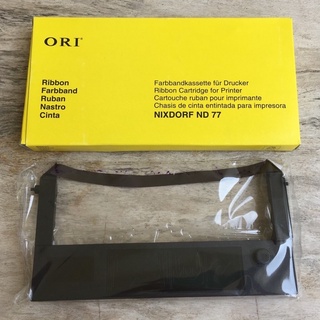 ORI
Ribbon
Farbband
Ruban
Nastro
Cinta
Farbbandkassette für Drucker
Ribbon Cartridge for Printer
Cartouche ruban pour imprimante
Chasis de cinta entintada para impresora
NIXDORF ND 77